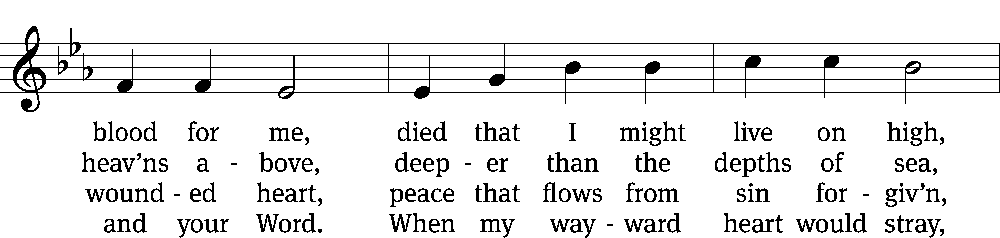 blood for me, died that I might live on high,
heav’ns a - bove, deep - er than the depths of sea,
wound - ed heart, peace that flows from sin for - giv’n,
and your Word. When my way - ward heart would stray,